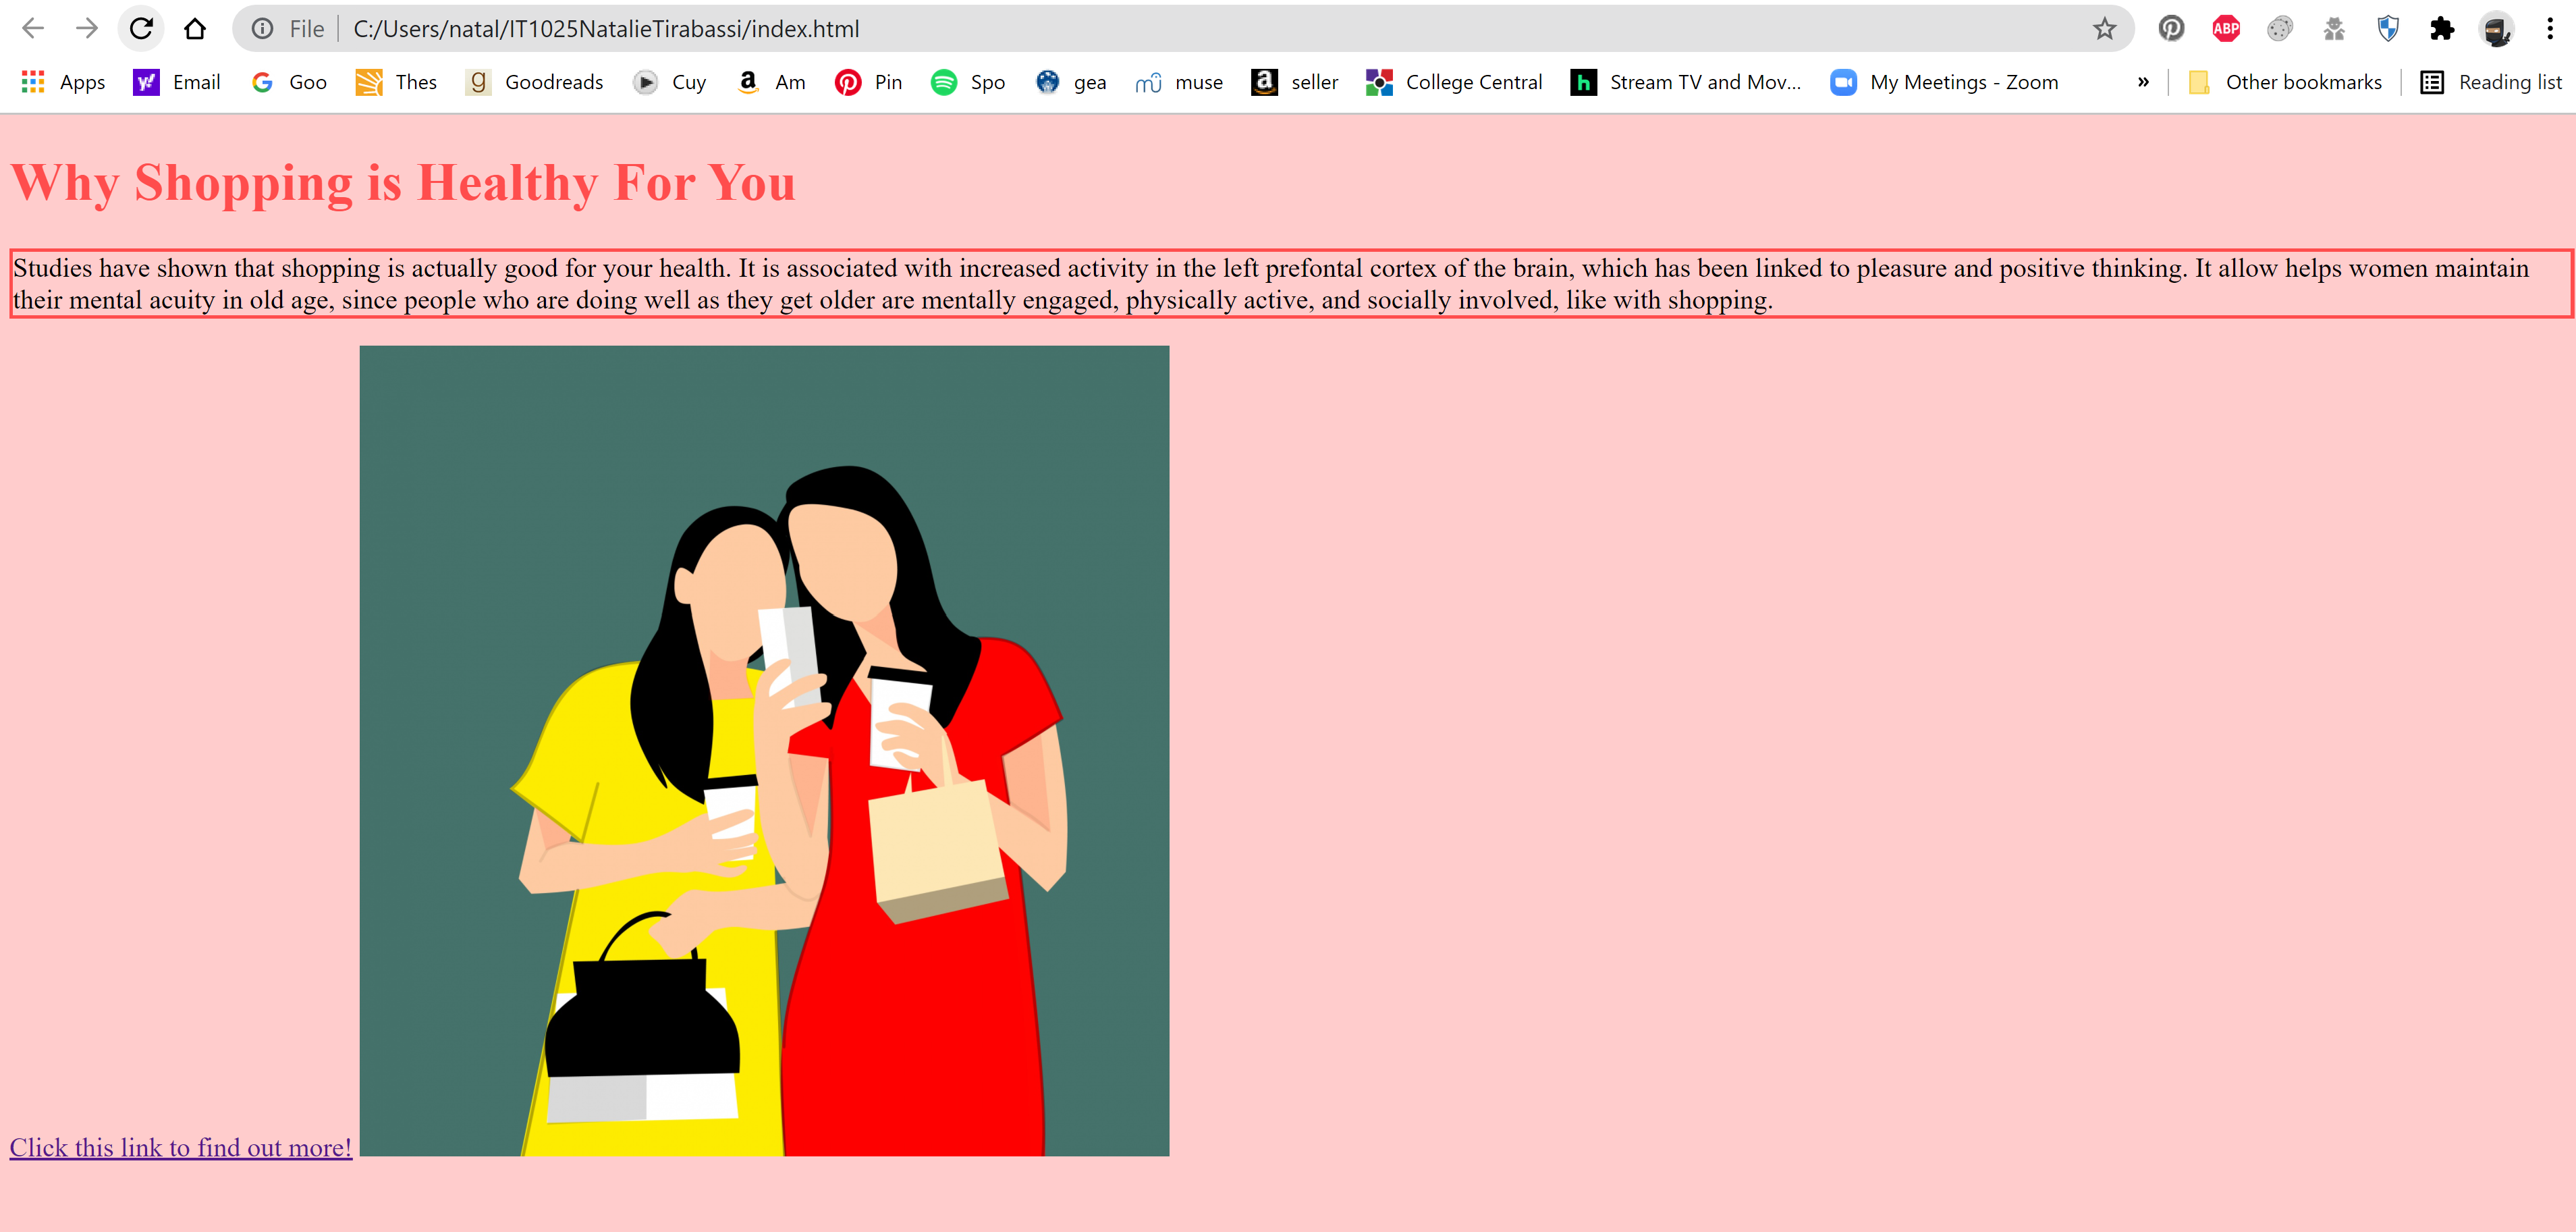 File C:/Users/natal/IT1025NatalieTirabassi/index.html ABP
Apps Email Goo Thes Goodreads Cuy Am Pin Spo gea muse seller College Central Stream TV and Mov... My Meetings - Zoom » Other bookmarks Reading list
Why Shopping is Healthy For You
Studies have shown that shopping is actually good for your health. It is associated with increased activity in the left prefontal cortex of the brain, which has been linked to pleasure and positive thinking. It allow helps women maintain
their mental acuity in old age, since people who are doing well as they get older are mentally engaged, physically active, and socially involved, like with shopping.
Click this link to find out more!